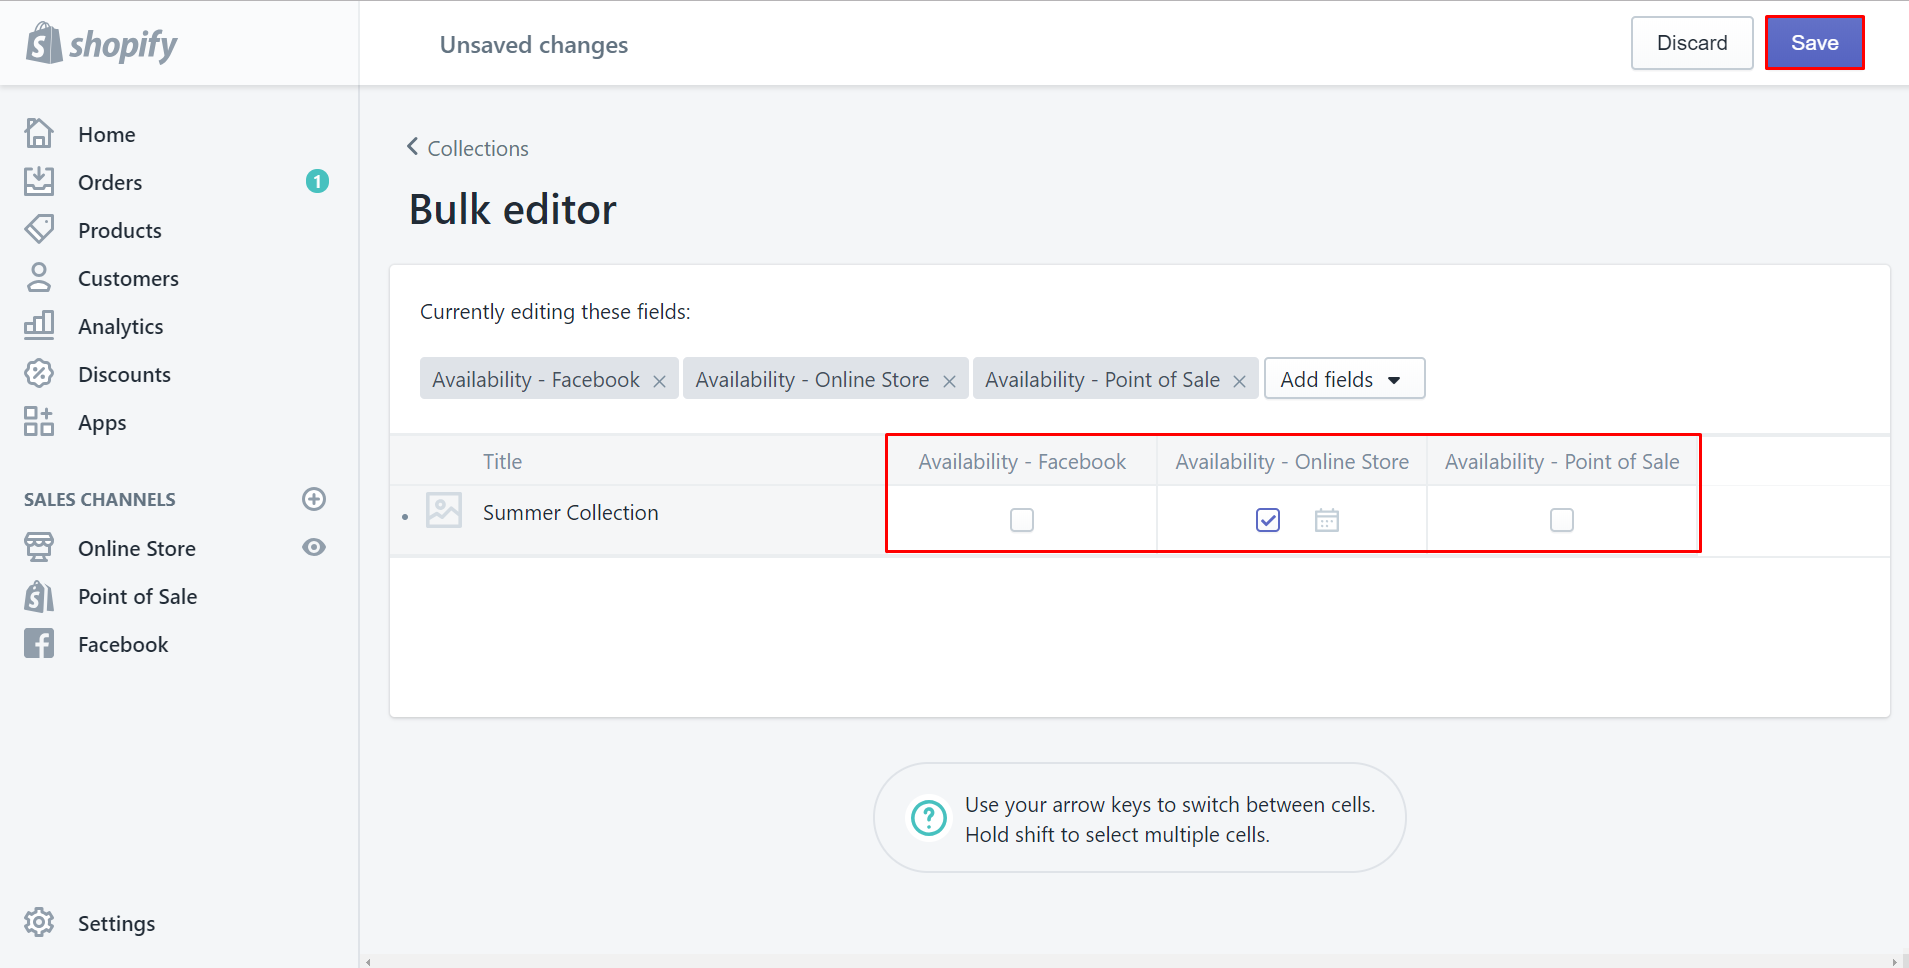 shopify
Unsaved changes
Discard
Save
Home
Orders
1
Products
Customers
Analytics
Discounts
Apps
SALES CHANNELS
Online Store
Point of Sale
Facebook
Settings
Collections
Bulk editor
Currently editing these fields:
Availability - Facebook
Availability - Online Store
Availability - Point of Sale
Add fields
Title
Availability - Facebook
Availability - Online Store
Availability - Point of Sale
Summer Collection
Use your arrow keys to switch between cells.
Hold shift to select multiple cells.